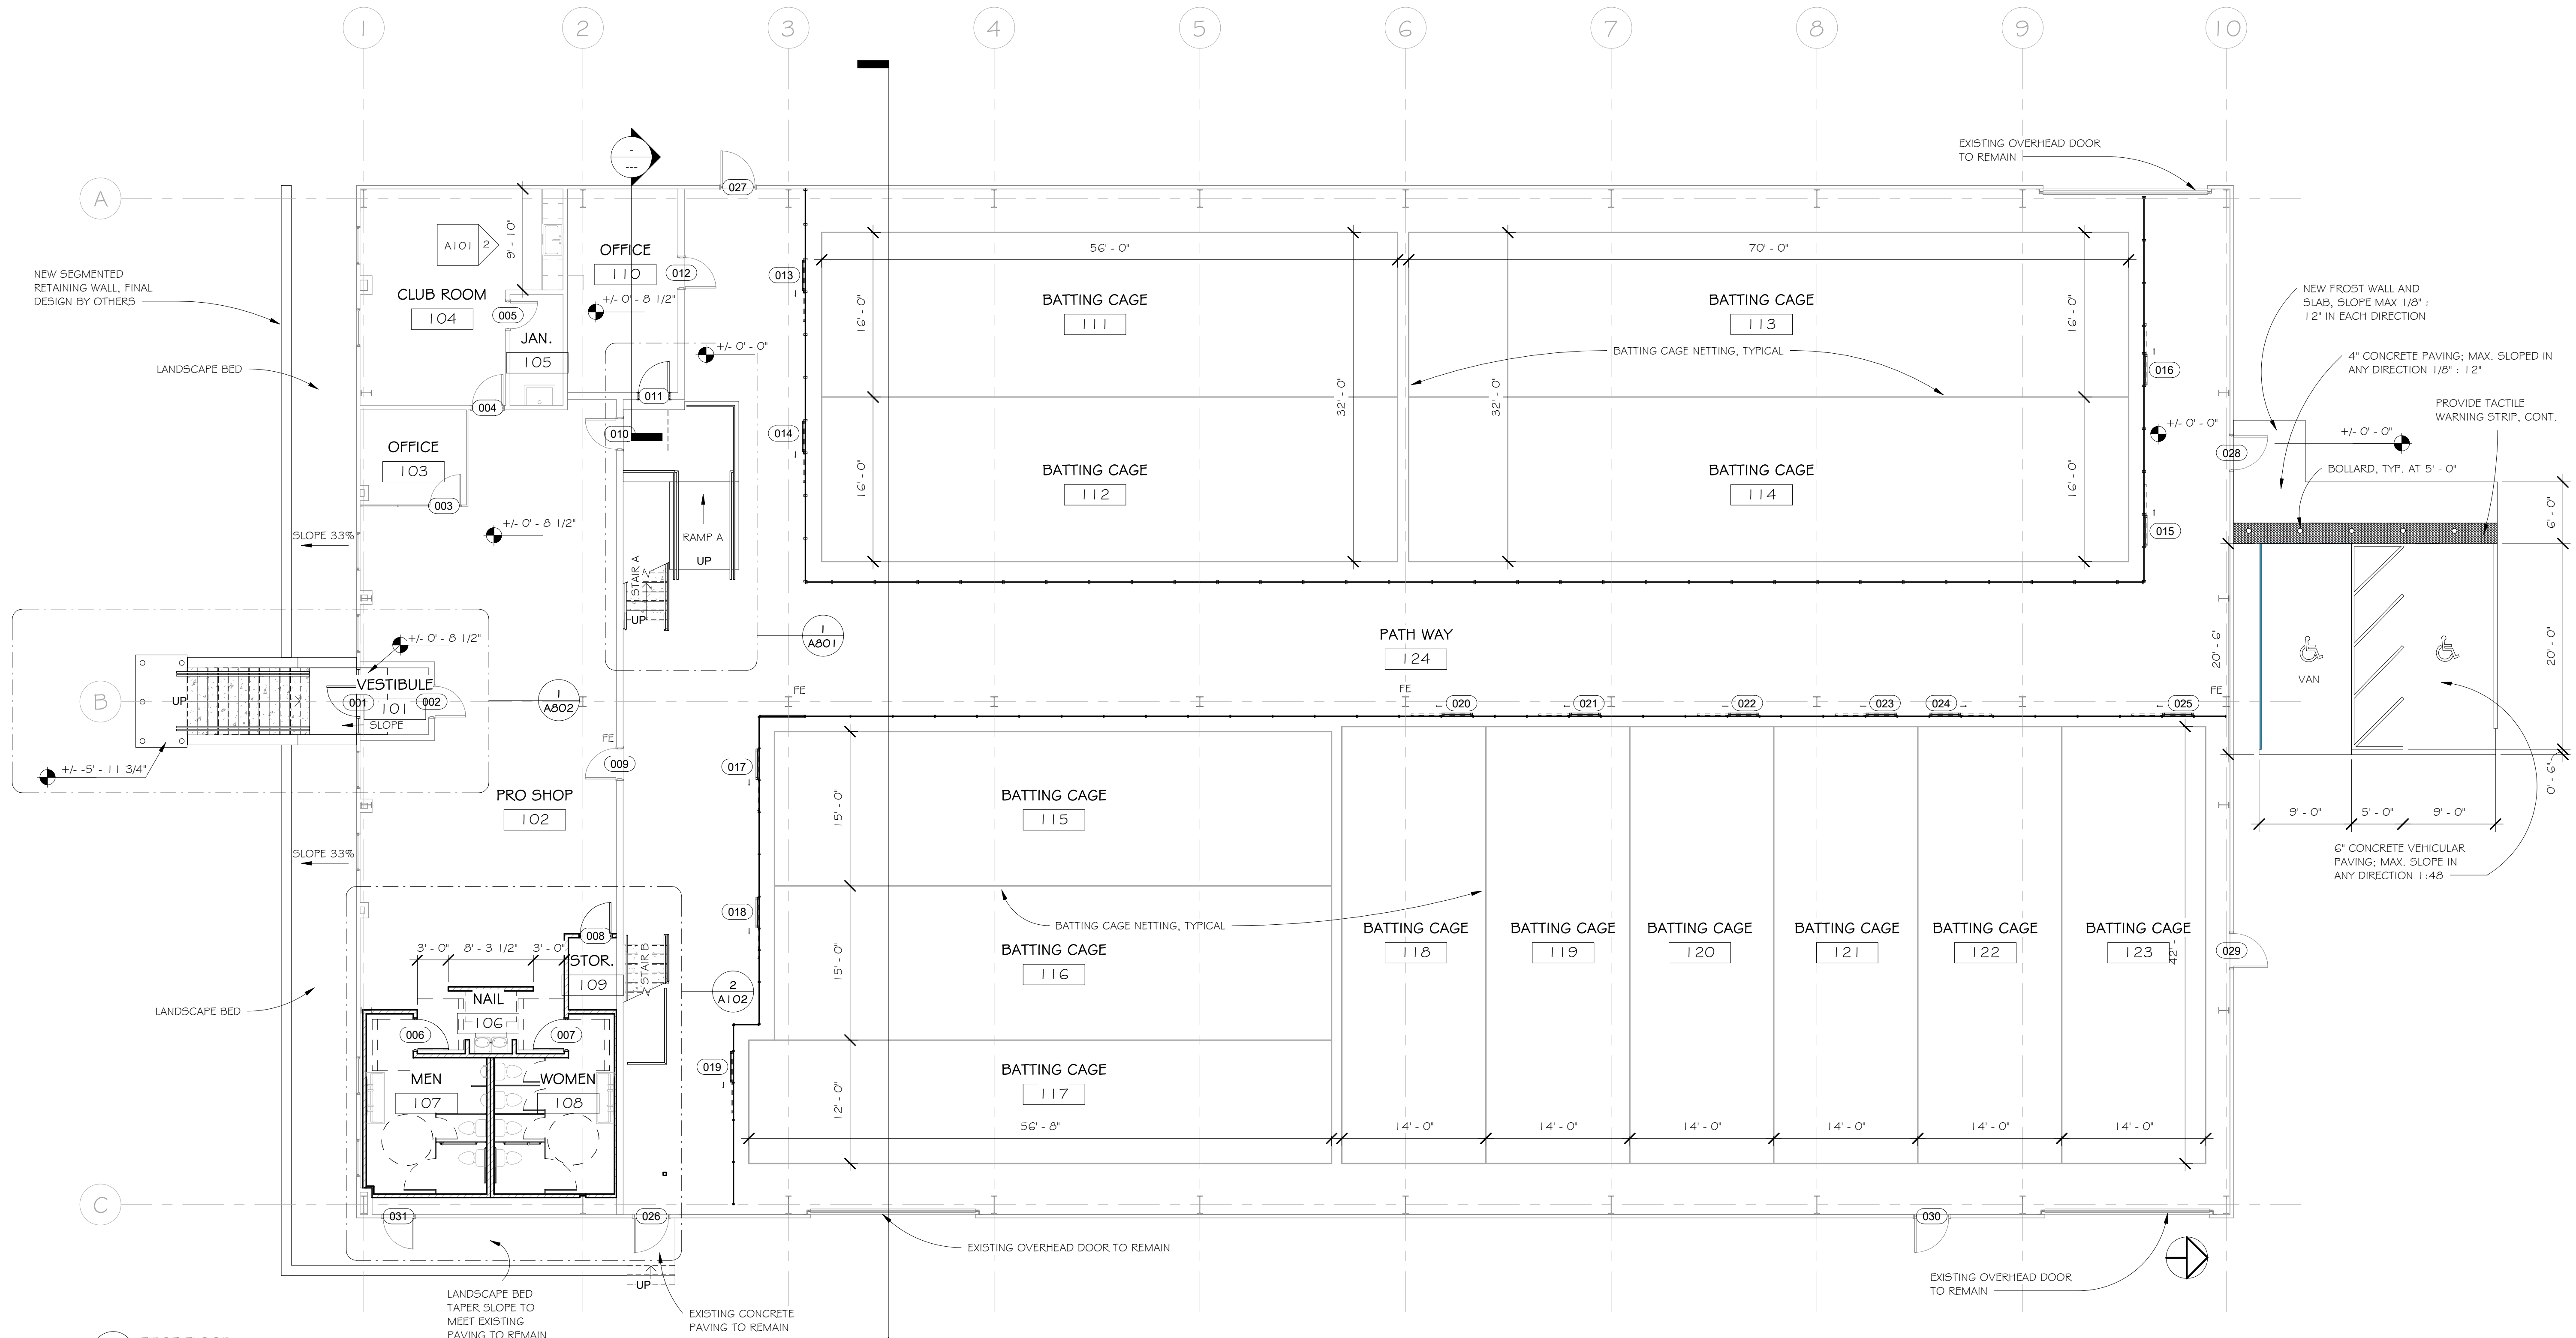 1
2
3
4
5
6
7
8
9
10
A
B
C
-
---
027
EXISTING OVERHEAD DOOR
TO REMAIN
9' - 10"
A101 2
OFFICE
110
012
+/- 0' - 8 1/2"
CLUB ROOM
104
005
JAN.
105
004
011
010
+/- 0' - 0"
NEW SEGMENTED
RETAINING WALL, FINAL
DESIGN BY OTHERS
LANDSCAPE BED
OFFICE
103
003
+/- 0' - 8 1/2"
SLOPE 33%
STAIR A
UP
RAMP A
UP
1
A801
013
014
56' - 0"
16' - 0"
16' - 0"
32' - 0"
BATTING CAGE
111
BATTING CAGE
112
70' - 0"
32' - 0"
16' - 0"
16' - 0"
BATTING CAGE
113
BATTING CAGE NETTING, TYPICAL
BATTING CAGE
114
016
015
+/- 0' - 0"
028
NEW FROST WALL AND
SLAB, SLOPE MAX 1/8" :
12" IN EACH DIRECTION
4" CONCRETE PAVING; MAX. SLOPED IN
ANY DIRECTION 1/8" : 12"
PROVIDE TACTILE
WARNING STRIP, CONT.
+/- 0' - 0"
BOLLARD, TYP. AT 5' - 0"
6' - 0"
20' - 0"
0' - 6"
20' - 6"
VAN
9' - 0"
5' - 0"
9' - 0"
6" CONCRETE VEHICULAR
PAVING; MAX. SLOPE IN
ANY DIRECTION 1:48
+/- 0' - 8 1/2"
VESTIBULE
101
001
002
UP
SLOPE
+/- -5' - 11 3/4"
1
A802
FE
009
PATH WAY
124
FE
FE
FE
020
021
022
023
024
025
PRO SHOP
102
SLOPE 33%
LANDSCAPE BED
017
018
019
15' - 0"
15' - 0"
12' - 0"
BATTING CAGE
115
BATTING CAGE NETTING, TYPICAL
BATTING CAGE
116
BATTING CAGE
117
56' - 8"
BATTING CAGE
118
BATTING CAGE
119
BATTING CAGE
120
BATTING CAGE
121
BATTING CAGE
122
BATTING CAGE
123
42' -
14' - 0"
14' - 0"
14' - 0"
14' - 0"
14' - 0"
14' - 0"
029
3' - 0"
8' - 3 1/2"
3' - 0"
008
STOR.
109
STAIR B
2
A102
NAIL
106
006
007
MEN
107
WOMEN
108
031
026
030
UP
EXISTING OVERHEAD DOOR TO REMAIN
EXISTING OVERHEAD DOOR
TO REMAIN
LANDSCAPE BED
TAPER SLOPE TO
MEET EXISTING
PAVING TO REMAIN
EXISTING CONCRETE
PAVING TO REMAIN